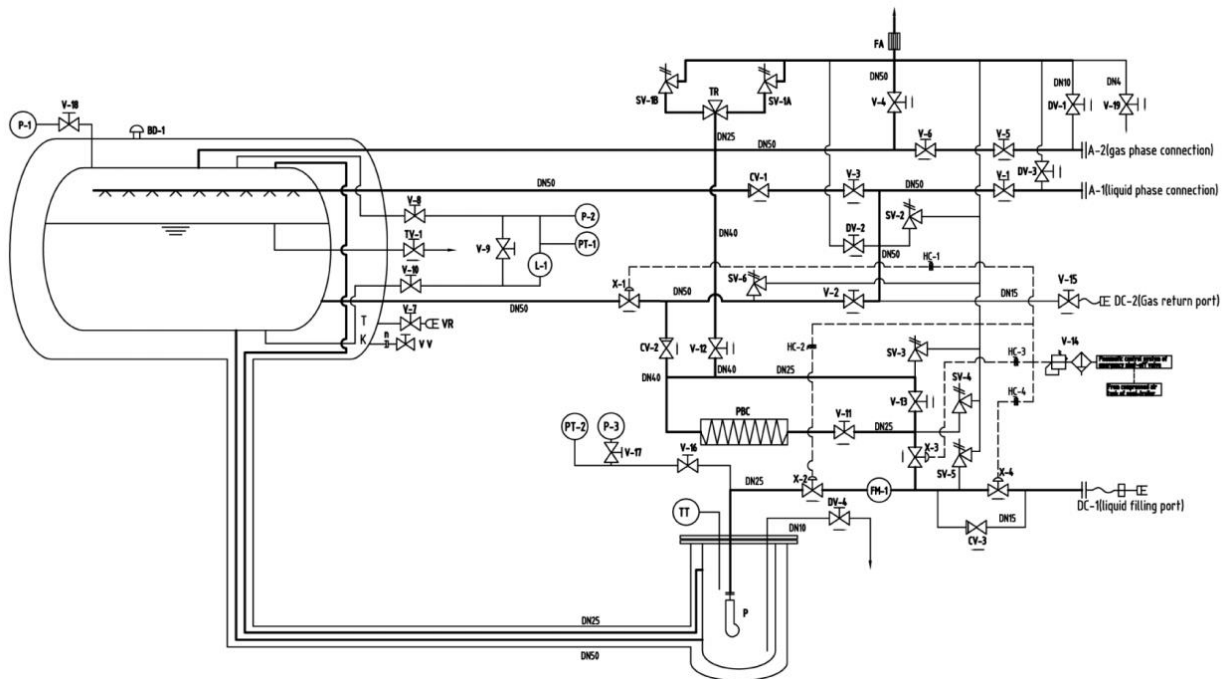 FA
V-18
P-1
BD-1
SV-1B
TR
SV-1A
DN50
V-4
DN10
DV-1
DN4
V-19
DN25
DN50
V-6
V-5
A-2(gas phase connection)
DV-3
DN50
CV-1
V-3
DN50
V-1
A-1(liquid phase connection)
V-8
P-2
SV-2
TV-1
V-9
PT-1
DV-2
DN40
L-1
V-10
DN50
HC-1
SV-6
X-1
DN50
DN50
V-2
DN15
V-15
DC-2(Gas return port)
V-7
VR
T
K
VV
CV-2
V-12
HC-2
SV-3
HC-3
V-14
DN40
DN40
DN25
SV-4
HC-4
V-13
PBC
V-11
DN25
PT-2
P-3
V-17
V-16
X-3
SV-5
X-4
DN25
X-2
FM-1
DC-1(liquid filling port)
TT
DV-4
DN10
DN15
CV-3
P
DN25
DN50